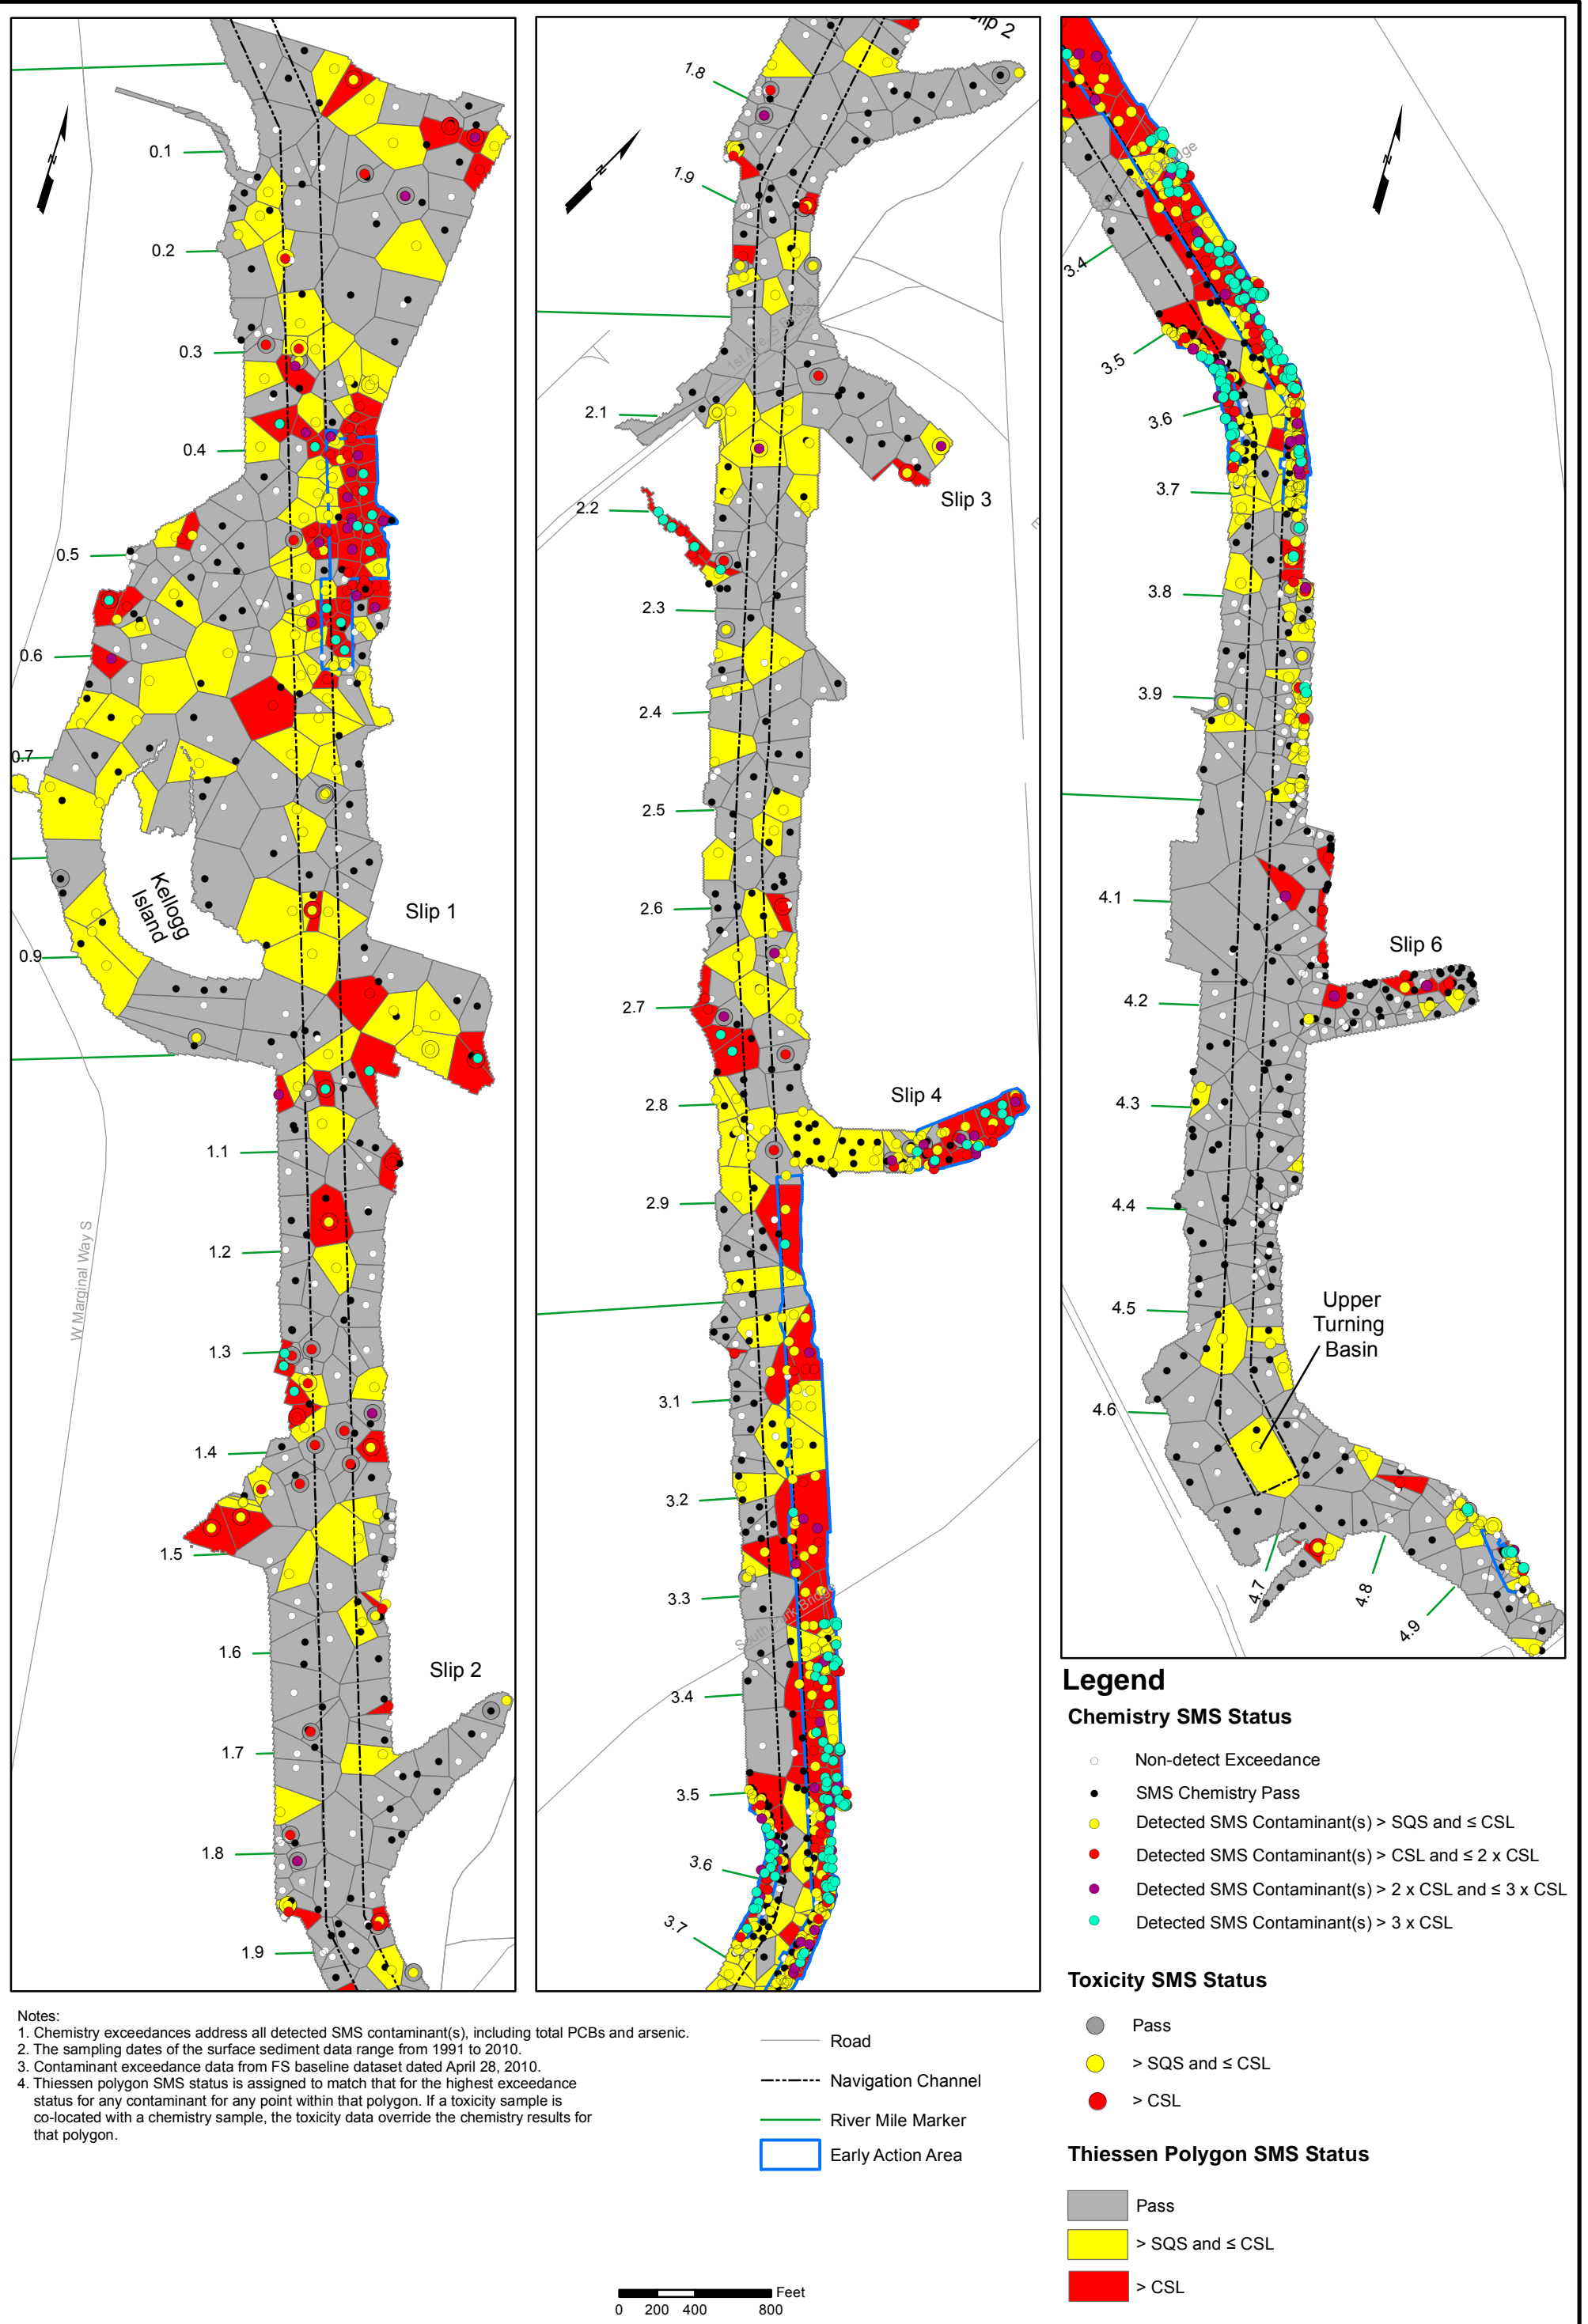 0.1
0.2
0.3
0.4
0.5
0.6
0.7
Kellogg
Island
Slip 1
0.9
1.1
W Marginal Way S
1.2
1.3
1.4
1.5
1.6
Slip 2
1.7
1.8
1.9
N
Slip 2
1.8
1.9
N
2.1
2.2
Slip 3
2.3
2.4
2.5
2.6
2.7
2.8
Slip 4
2.9
3.1
3.2
3.3
South Park Bridge
3.4
3.5
3.6
3.7
N
3.4
3.5
3.6
3.7
3.8
3.9
4.1
Slip 6
4.2
4.3
4.4
4.5
Upper
Turning
Basin
4.6
4.7
4.8
4.9
N
Legend
Chemistry SMS Status
Non-detect Exceedance
SMS Chemistry Pass
Detected SMS Contaminant(s) > SQS and ≤ CSL
Detected SMS Contaminant(s) > CSL and ≤ 2 x CSL
Detected SMS Contaminant(s) > 2 x CSL and ≤ 3 x CSL
Detected SMS Contaminant(s) > 3 x CSL
Toxicity SMS Status
Pass
> SQS and ≤ CSL
> CSL
Thiessen Polygon SMS Status
Pass
> SQS and ≤ CSL
> CSL
Notes:
1. Chemistry exceedances address all detected SMS contaminant(s), including total PCBs and arsenic.
2. The sampling dates of the surface sediment data range from 1991 to 2010.
3. Contaminant exceedance data from FS baseline dataset dated April 28, 2010.
4. Thiessen polygon SMS status is assigned to match that for the highest exceedance
status for any contaminant for any point within that polygon. If a toxicity sample is
co-located with a chemistry sample, the toxicity data override the chemistry results for
that polygon.
Road
Navigation Channel
River Mile Marker
Early Action Area
Feet
0 200 400 800